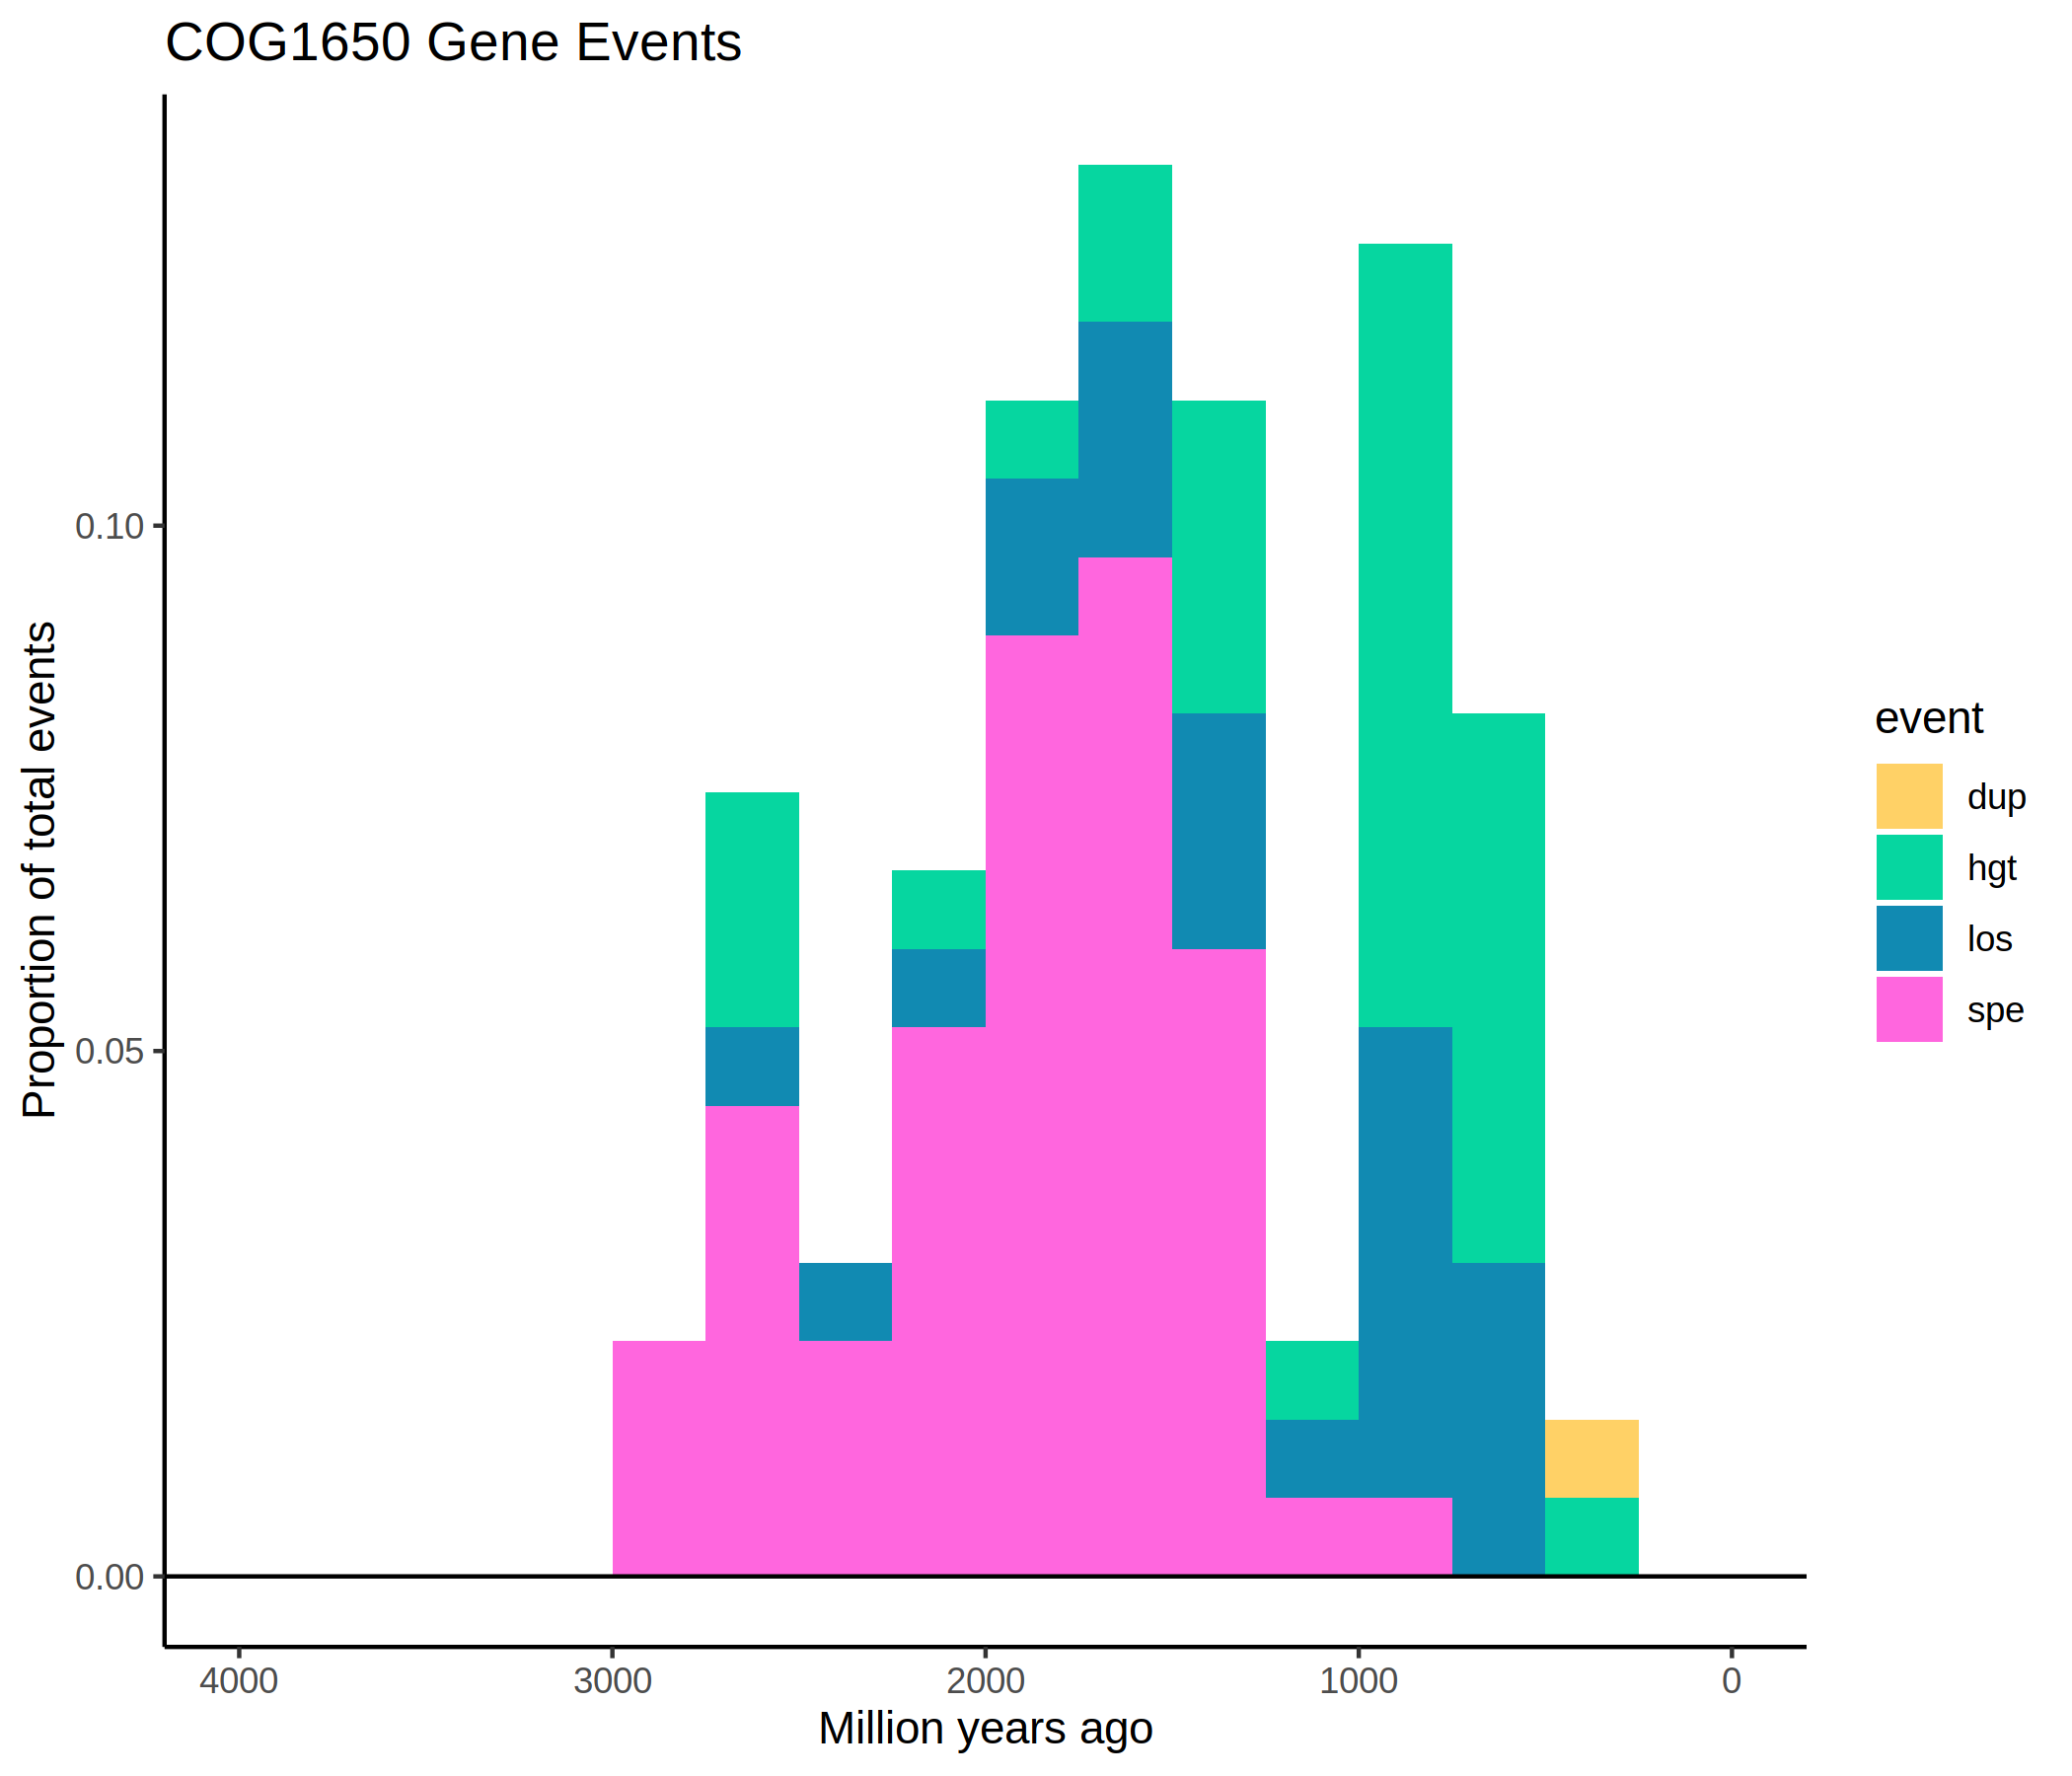 COG1650 Gene Events
Proportion of total events
0.10
0.05
0.00
4000 3000 2000 1000 0
Million years ago
event
dup
hgt
los
spe